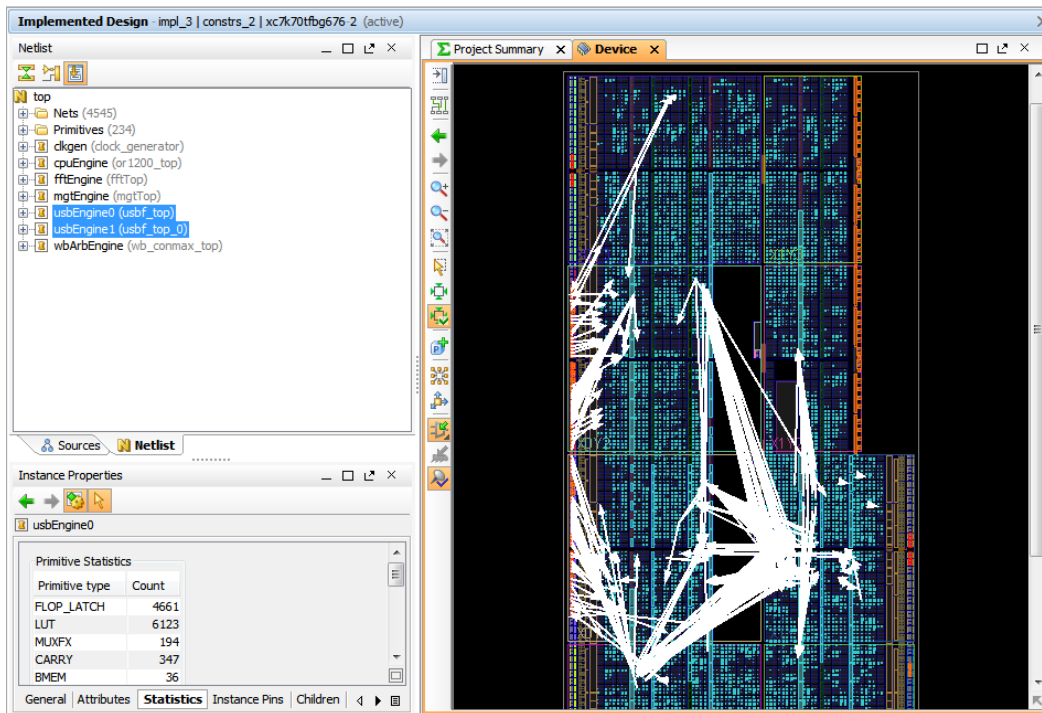 Implemented Design - impl_3 | constrs_2 | xc7k70tfbg676-2 (active)
Netlist
top
Nets (4545)
Primitives (234)
clkgen (clock_generator)
cpuEngine (or1200_top)
fftEngine (fftTop)
mgtEngine (mgtTop)
usbEngine0 (usbf_top)
usbEngine1 (usbf_top_0)
wbArbEngine (wb_conmax_top)
Sources
Netlist
Instance Properties
usbEngine0
Primitive Statistics
Primitive type Count
FLOP_LATCH 4661
LUT 6123
MUXFX 194
CARRY 347
BMEM 36
General Attributes Statistics Instance Pins Children
Project Summary
Device